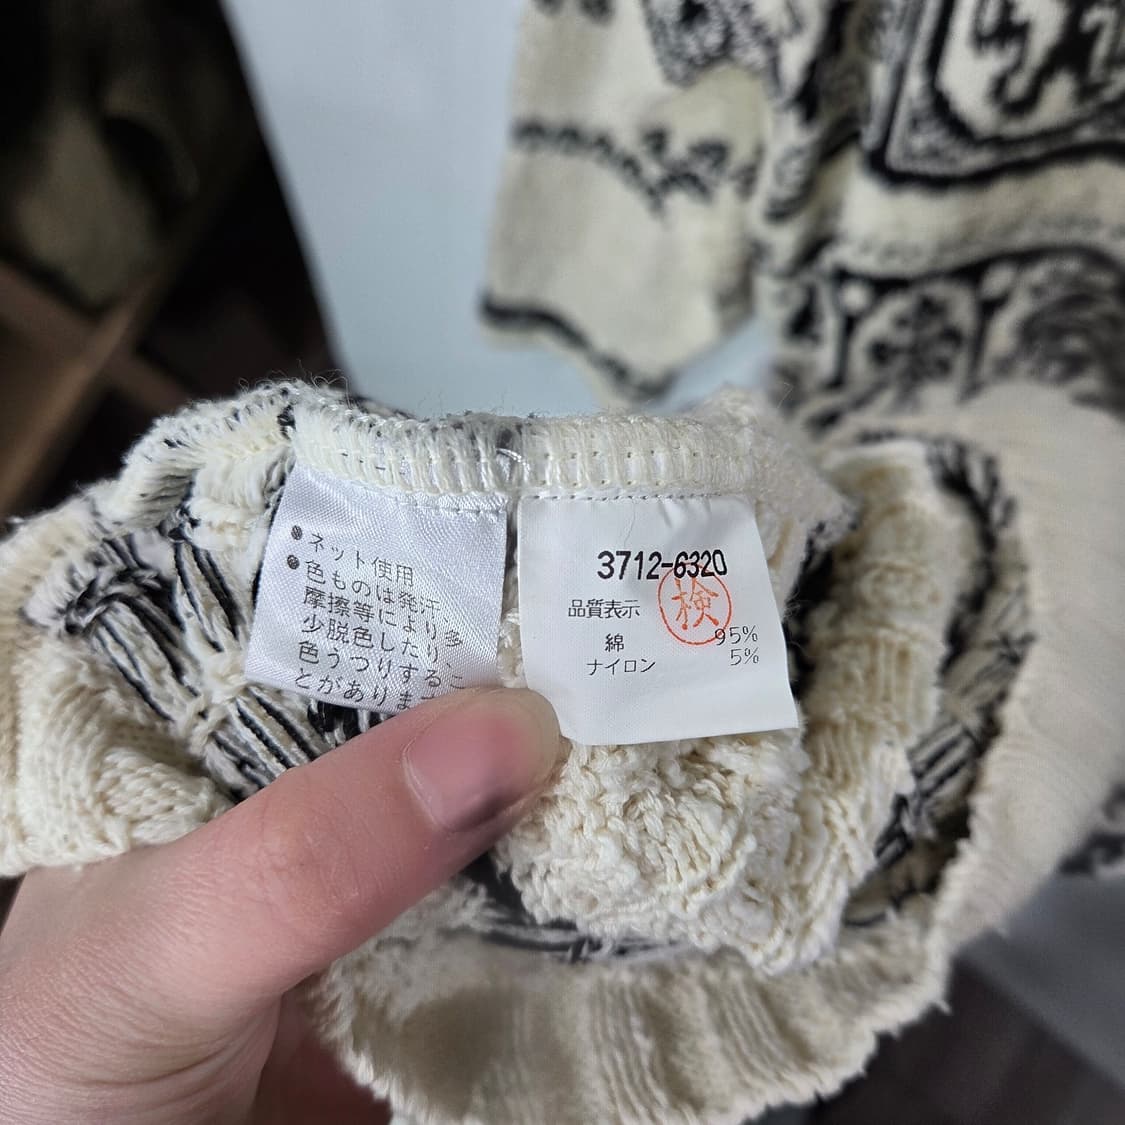 ●ネット使用
●色ものは発汗
摩擦等により多
少脱色したり、
色うつりするこ
とがありま
3712-6320
検
品質表示
綿 95%
ナイロン 5%